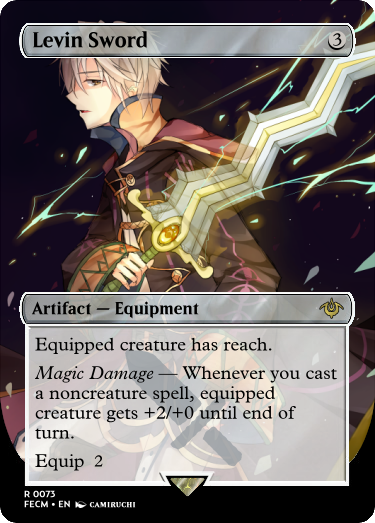 Levin Sword 3
Artifact — Equipment
Equipped creature has reach.
Magic Damage — Whenever you cast
a noncreature spell, equipped
creature gets +2/+0 until end of
turn.
Equip 2
R 0073
FECM • EN CAMIRUCHI